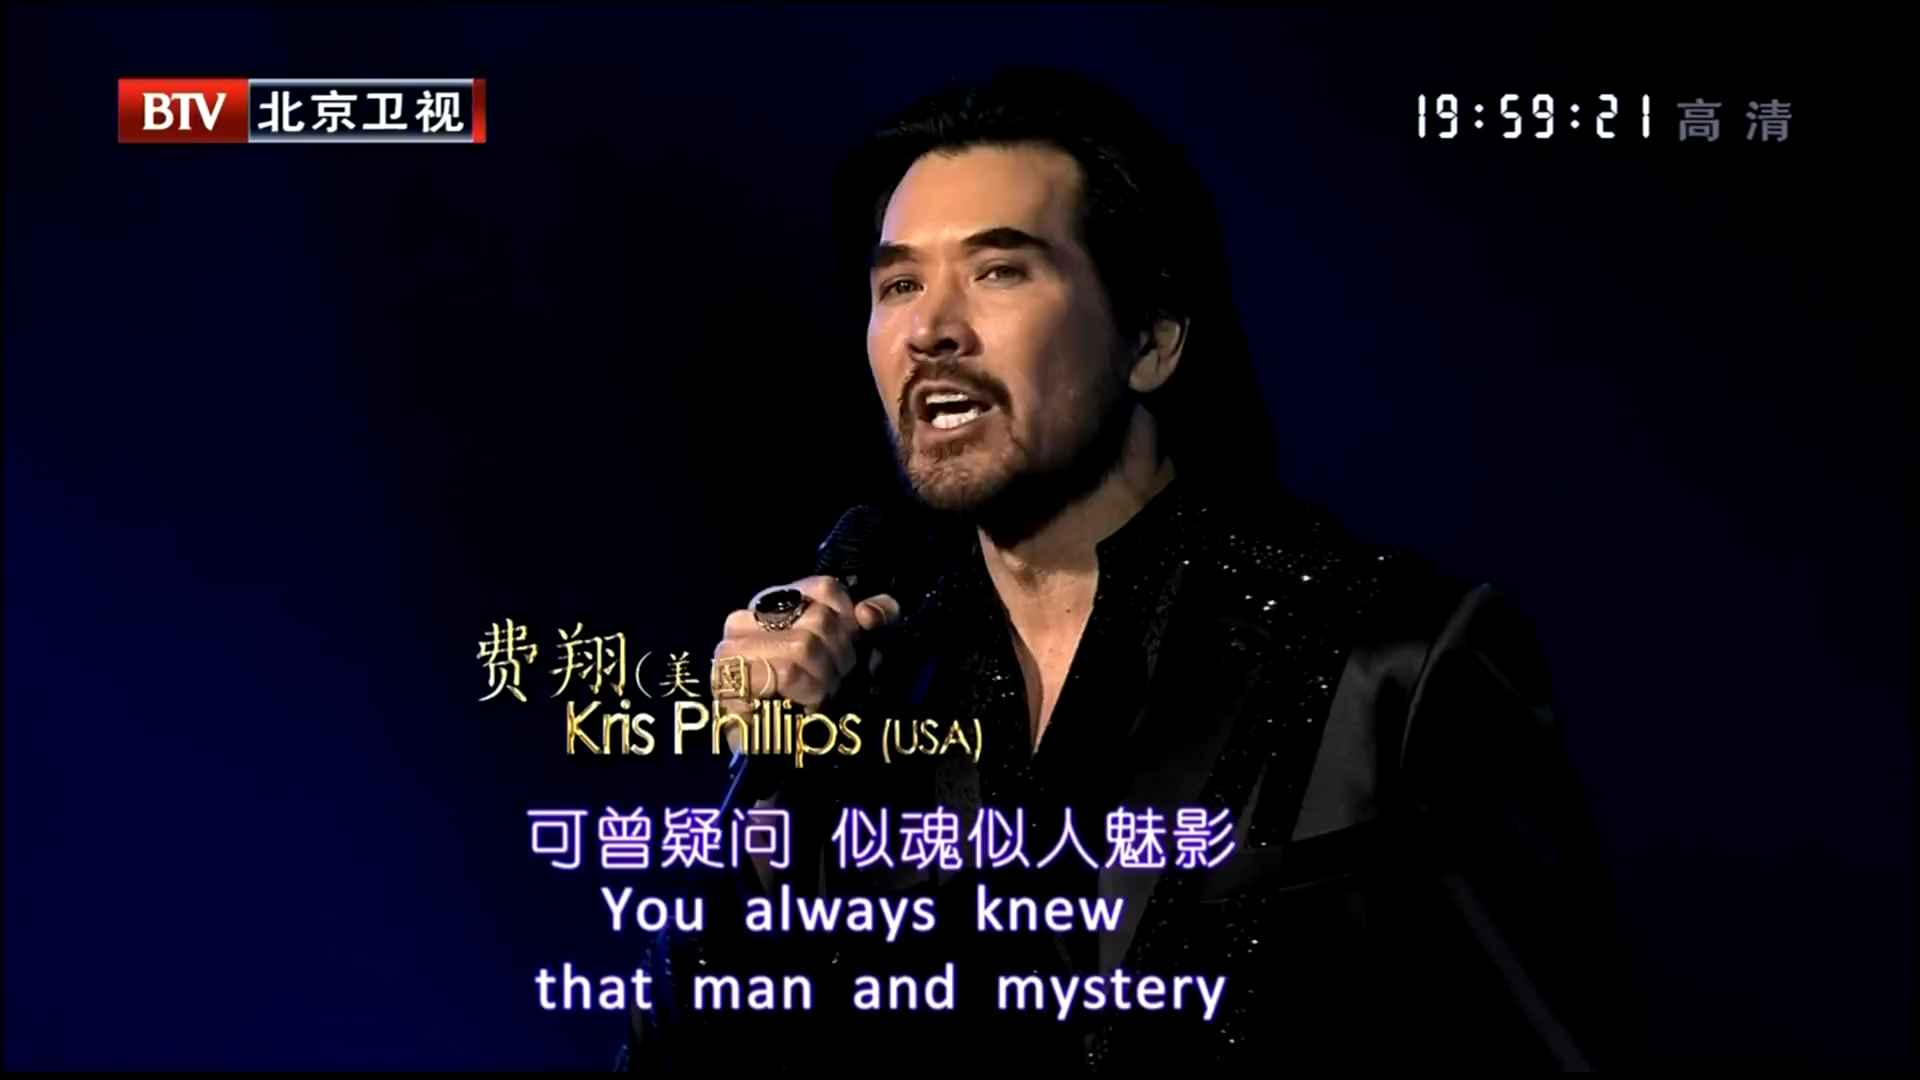 BTV 北京卫视
19:59:21 高清
费翔(美国)
Kris Phillips (USA)
可曾疑问 似魂似人魅影
You always knew
that man and mystery